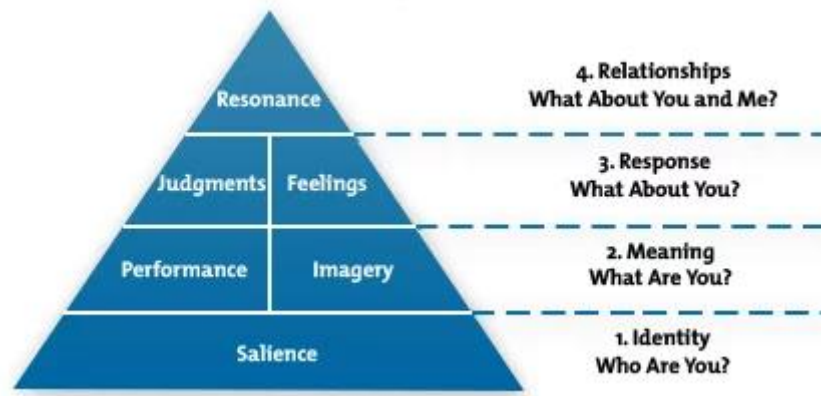 Resonance
4. Relationships
What About You and Me?
Judgments
Feelings
3. Response
What About You?
Performance
Imagery
2. Meaning
What Are You?
Salience
1. Identity
Who Are You?